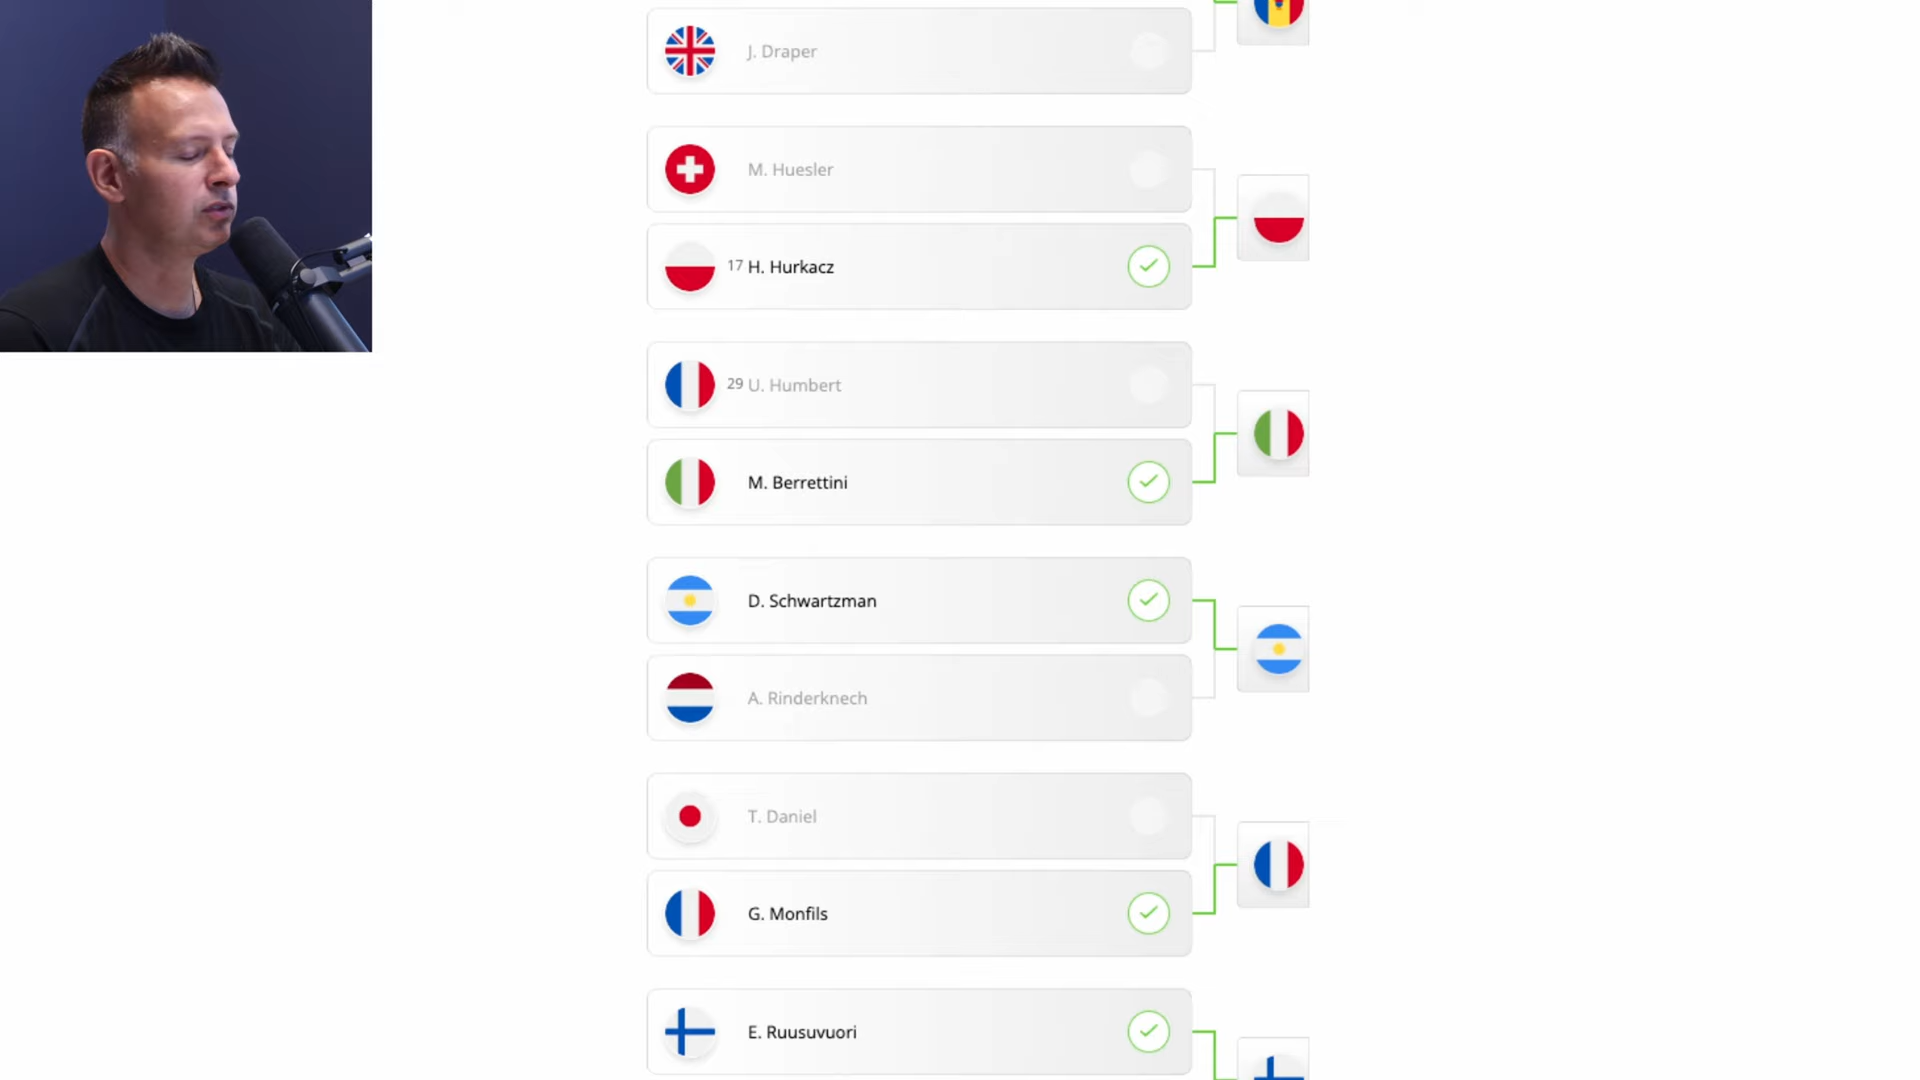 J. Draper
M. Huesler
17 H. Hurkacz
29 U. Humbert
M. Berrettini
D. Schwartzman
A. Rinderknech
T. Daniel
G. Monfils
E. Ruusuvuori